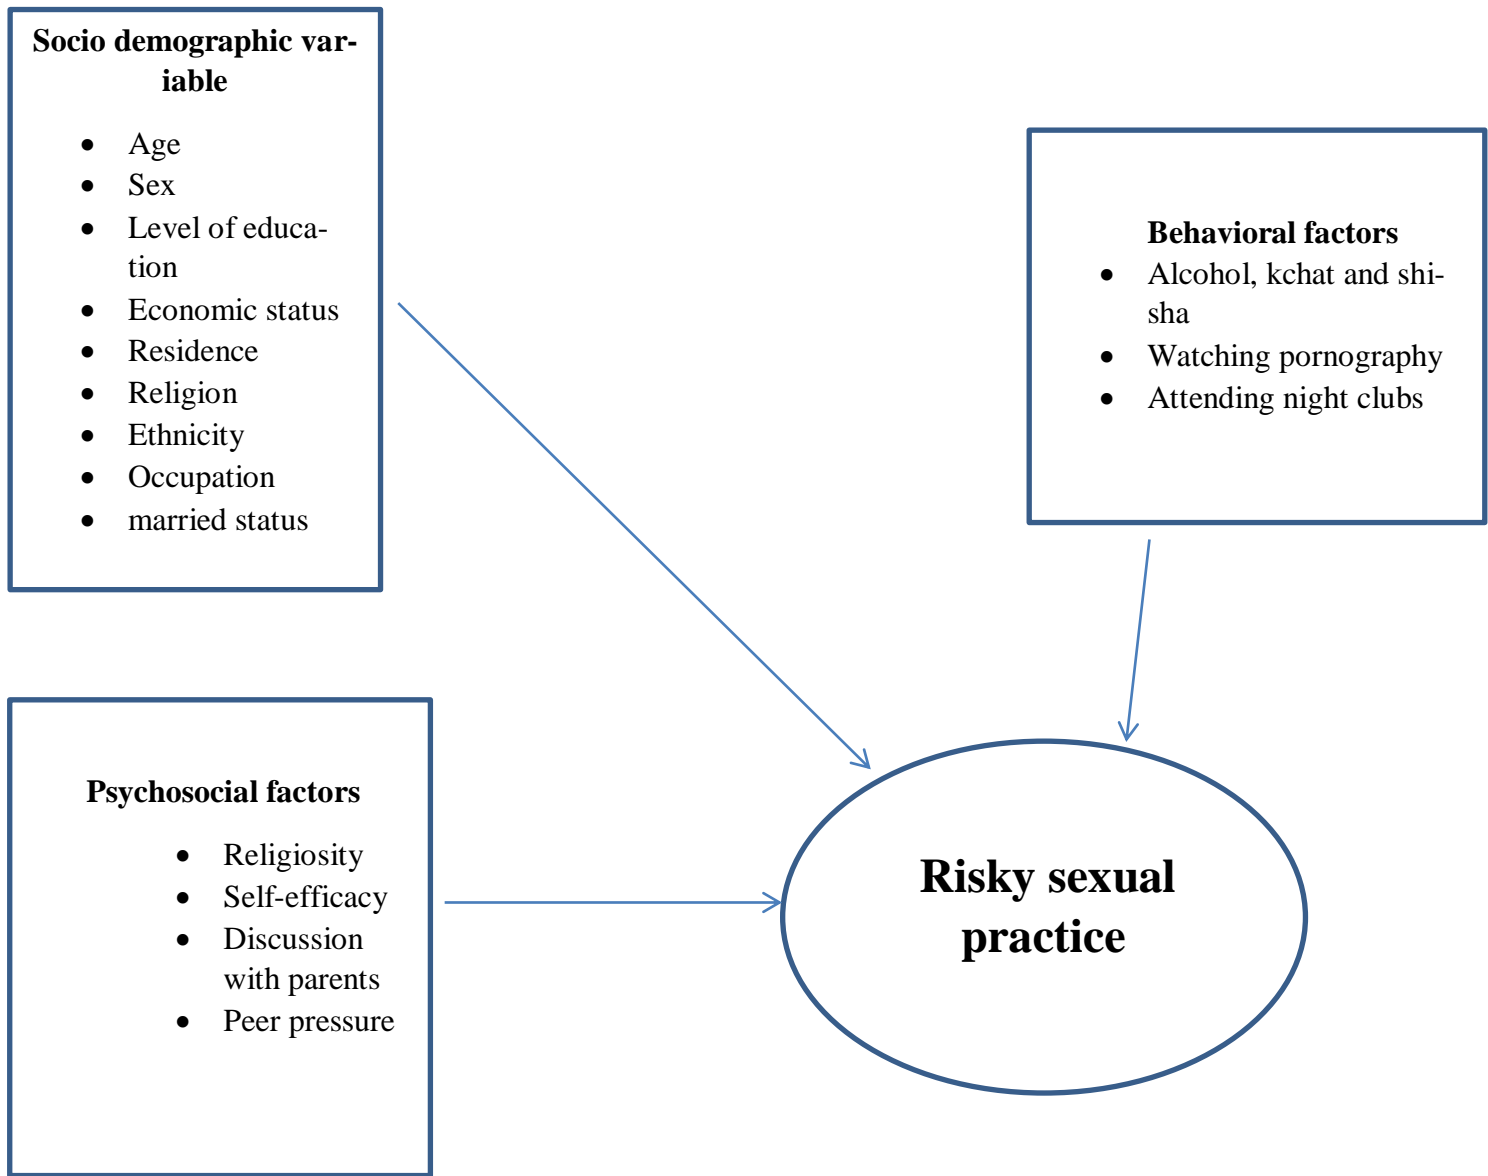 Socio demographic var-
iable
• Age
• Sex
• Level of educa-
tion
• Economic status
• Residence
• Religion
• Ethnicity
• Occupation
• married status
Behavioral factors
• Alcohol, kchat and shi-
sha
• Watching pornography
• Attending night clubs
Psychosocial factors
• Religiosity
• Self-efficacy
• Discussion
with parents
• Peer pressure
Risky sexual
practice